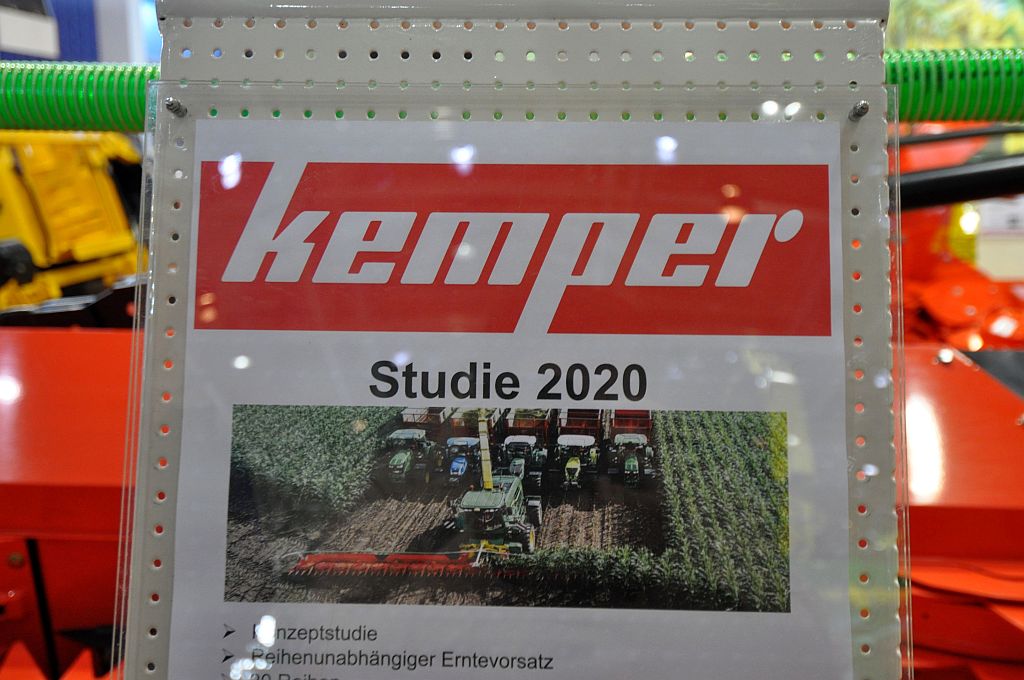 kemper
Studie 2020
Konzeptstudie
Reihenunabhängiger Erntevorsatz